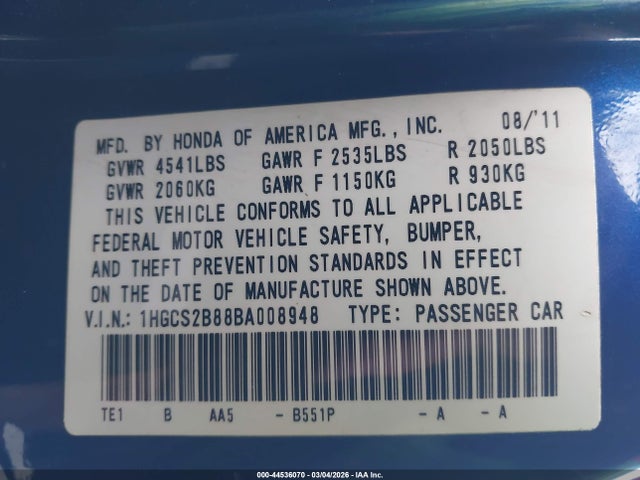 MFD. BY HONDA OF AMERICA MFG., INC. 08/'11
GVWR 4541LBS GAWR F 2535LBS R 2050LBS
GVWR 2060KG GAWR F 1150KG R 930KG
THIS VEHICLE CONFORMS TO ALL APPLICABLE
FEDERAL MOTOR VEHICLE SAFETY, BUMPER,
AND THEFT PREVENTION STANDARDS IN EFFECT
ON THE DATE OF MANUFACTURE SHOWN ABOVE.
V.I.N.: 1HGCS2B88BA008948 TYPE: PASSENGER CAR
TE1 B AA5 - B551P - A - A
000-44536070 - 03/04/2026 - IAA Inc.